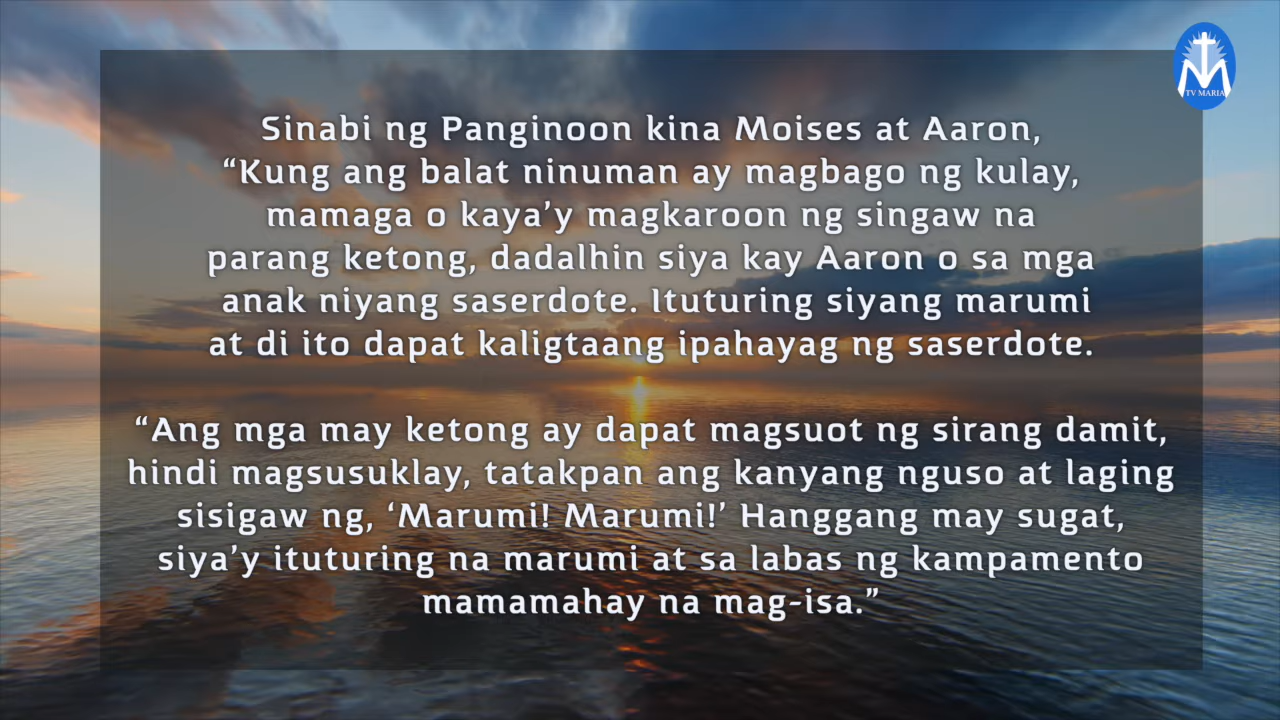 TV MARIA
Sinabi ng Panginoon kina Moises at Aaron,
“Kung ang balat ninuman ay magbago ng kulay,
mamaga o kaya’y magkaroon ng singaw na
parang ketong, dadalhin siya kay Aaron o sa mga
anak niyang saserdote. Ituturing siyang marumi
at di ito dapat kaligtaang ipahayag ng saserdote.
“Ang mga may ketong ay dapat magsuot ng sirang damit,
hindi magsusuklay, tatakpan ang kanyang nguso at laging
sisigaw ng, ‘Marumi! Marumi!’ Hanggang may sugat,
siya’y ituturing na marumi at sa labas ng kampamento
mamamahay na mag-isa.”